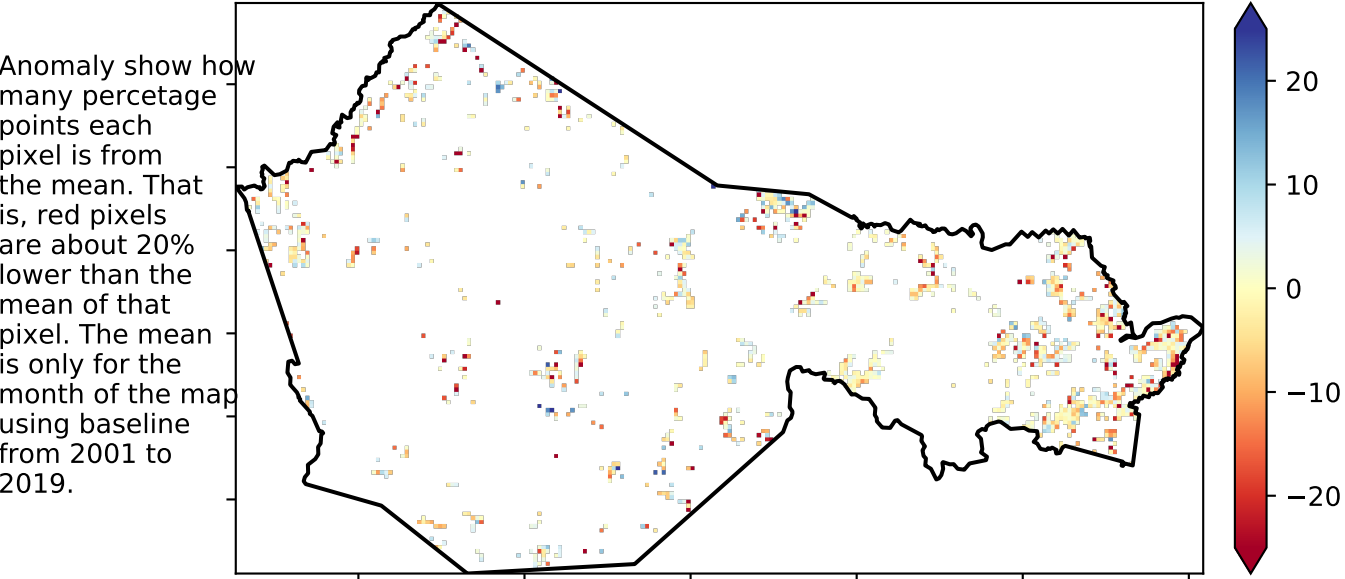 Anomaly show how
many percetage
points each
pixel is from
the mean. That
is, red pixels
are about 20%
lower than the
mean of that
pixel. The mean
is only for the
month of the map
using baseline
from 2001 to
2019.
20
10
0
−10
−20